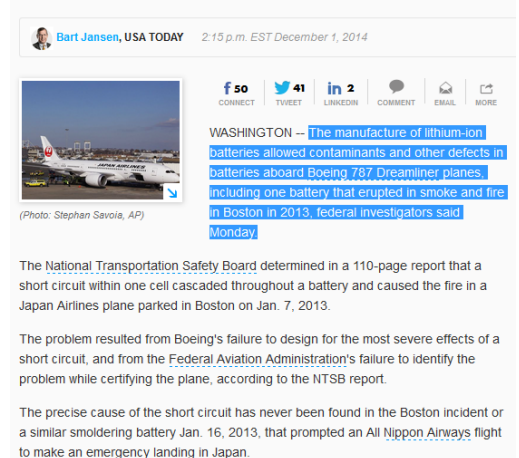 Bart Jansen, USA TODAY 2:15 p.m. EST December 1, 2014
f 50 41 in 2
CONNECT TWEET LINKEDIN COMMENT EMAIL MORE
JAPAN AIRLINES
(Photo: Stephan Savoia, AP)
WASHINGTON -- The manufacture of lithium-ion
batteries allowed contaminants and other defects in
batteries aboard Boeing 787 Dreamliner planes,
including one battery that erupted in smoke and fire
in Boston in 2013, federal investigators said
Monday.
The National Transportation Safety Board determined in a 110-page report that a
short circuit within one cell cascaded throughout a battery and caused the fire in a
Japan Airlines plane parked in Boston on Jan. 7, 2013.
The problem resulted from Boeing's failure to design for the most severe effects of a
short circuit, and from the Federal Aviation Administration's failure to identify the
problem while certifying the plane, according to the NTSB report.
The precise cause of the short circuit has never been found in the Boston incident or
a similar smoldering battery Jan. 16, 2013, that prompted an All Nippon Airways flight
to make an emergency landing in Japan.